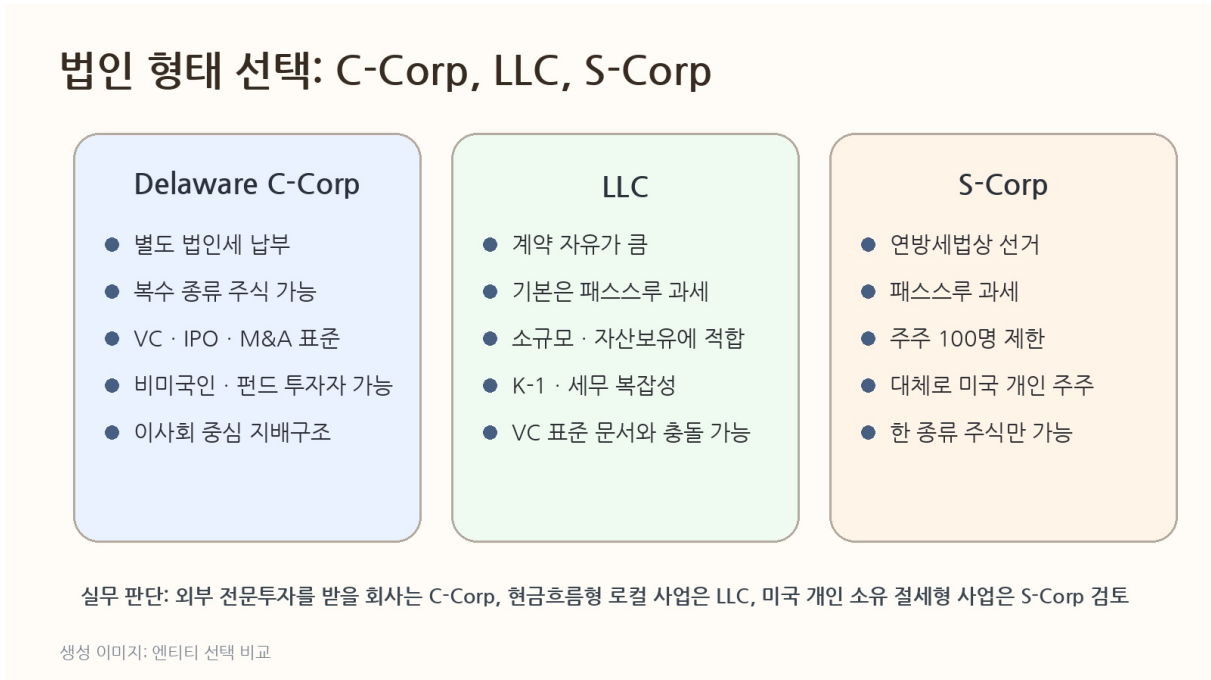 법인 형태 선택: C-Corp, LLC, S-Corp
Delaware C-Corp
별도 법인세 납부
복수 종류 주식 가능
VC · IPO · M&A 표준
비미국인 · 펀드 투자자 가능
이사회 중심 지배구조
LLC
계약 자유가 큼
기본은 패스스루 과세
소규모 · 자산보유에 적합
K-1 · 세무 복잡성
VC 표준 문서와 충돌 가능
S-Corp
연방세법상 선거
패스스루 과세
주주 100명 제한
대체로 미국 개인 주주
한 종류 주식만 가능
실무 판단: 외부 전문투자를 받을 회사는 C-Corp, 현금흐름형 로컬 사업은 LLC, 미국 개인 소유 절세형 사업은 S-Corp 검토
생성 이미지: 엔티티 선택 비교